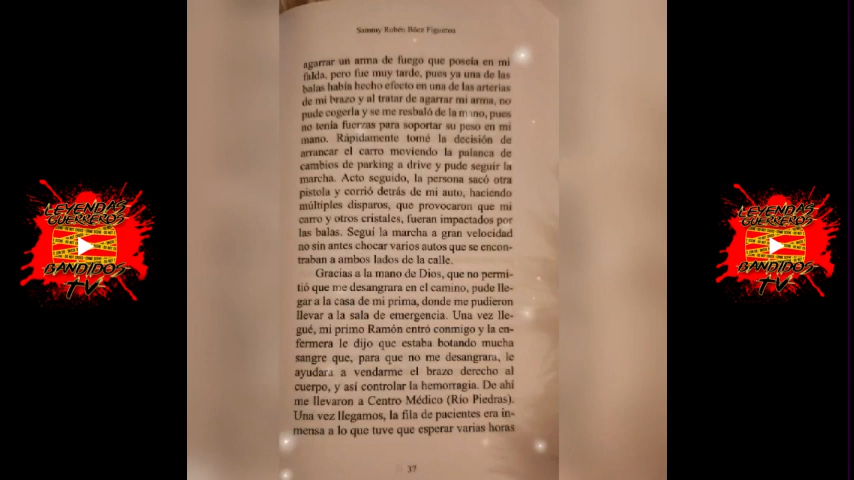 Sammy Rubén Báez Figueroa
agarrar un arma de fuego que poseía en mi
falda, pero fue muy tarde, pues ya una de las
balas había hecho efecto en una de las arterias
de mi brazo y al tratar de agarrar mi arma, no
pude cogerla y se me resbaló de la mano, pues
no tenía fuerzas para soportar su peso en mi
mano. Rápidamente tomé la decisión de
arrancar el carro moviendo la palanca de
cambios de parking a drive y pude seguir la
marcha. Acto seguido, la persona sacó otra
pistola y corrió detrás de mi auto, haciendo
múltiples disparos, que provocaron que mi
carro y otros cristales, fueran impactados por
las balas. Seguí la marcha a gran velocidad
no sin antes chocar varios autos que se encon-
traban a ambos lados de la calle.
Gracias a la mano de Dios, que no permi-
tió que me desangrara en el camino, pude lle-
gar a la casa de mi prima, donde me pudieron
llevar a la sala de emergencia. Una vez lle-
gué, mi primo Ramón entró conmigo y la en-
fermera le dijo que estaba botando mucha
sangre que, para que no me desangrara, le
ayudara a vendarme el brazo derecho al
cuerpo, y así controlar la hemorragia. De ahí
me llevaron a Centro Médico (Río Piedras).
Una vez llegamos, la fila de pacientes era in-
mensa a lo que tuve que esperar varias horas
37
LEYENDAS
GUERREROS
BANDIDOS
TV
LEYENDAS
GUERREROS
BANDIDOS
TV